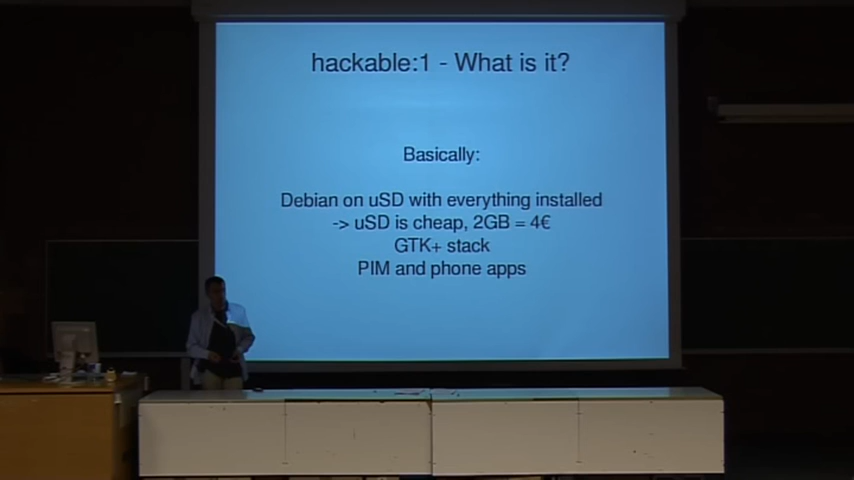 hackable:1 - What is it?
Basically:
Debian on uSD with everything installed
-> uSD is cheap, 2GB = 4€
GTK+ stack
PIM and phone apps